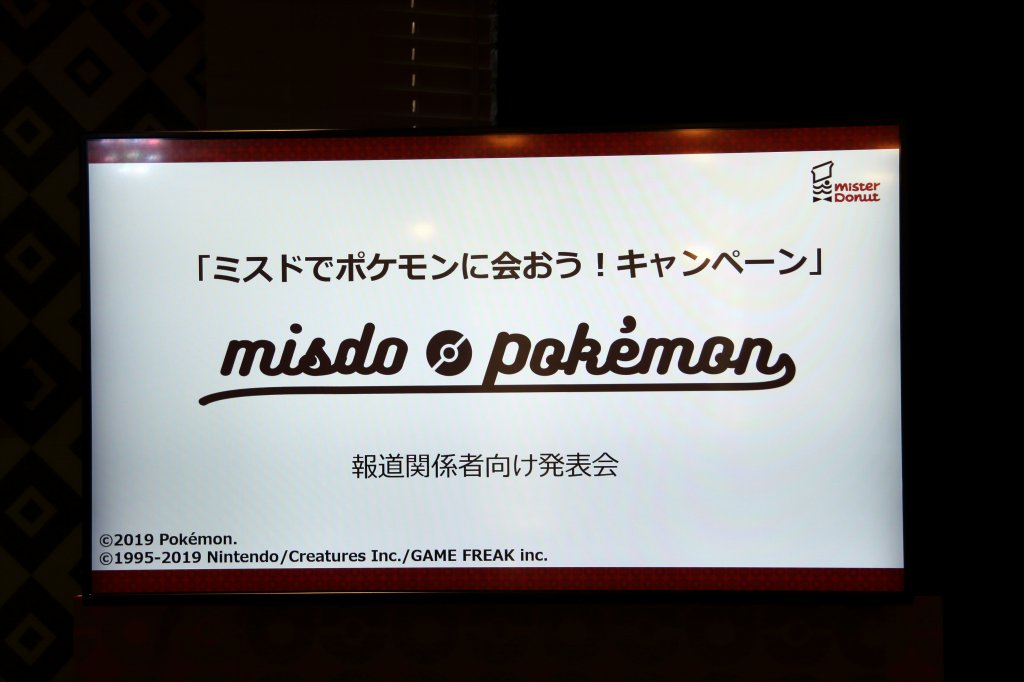 mister
Donut
「ミスドでポケモンに会おう！キャンペーン」
misdo pokémon
報道関係者向け発表会
©2019 Pokémon.
©1995-2019 Nintendo/Creatures Inc./GAME FREAK inc.